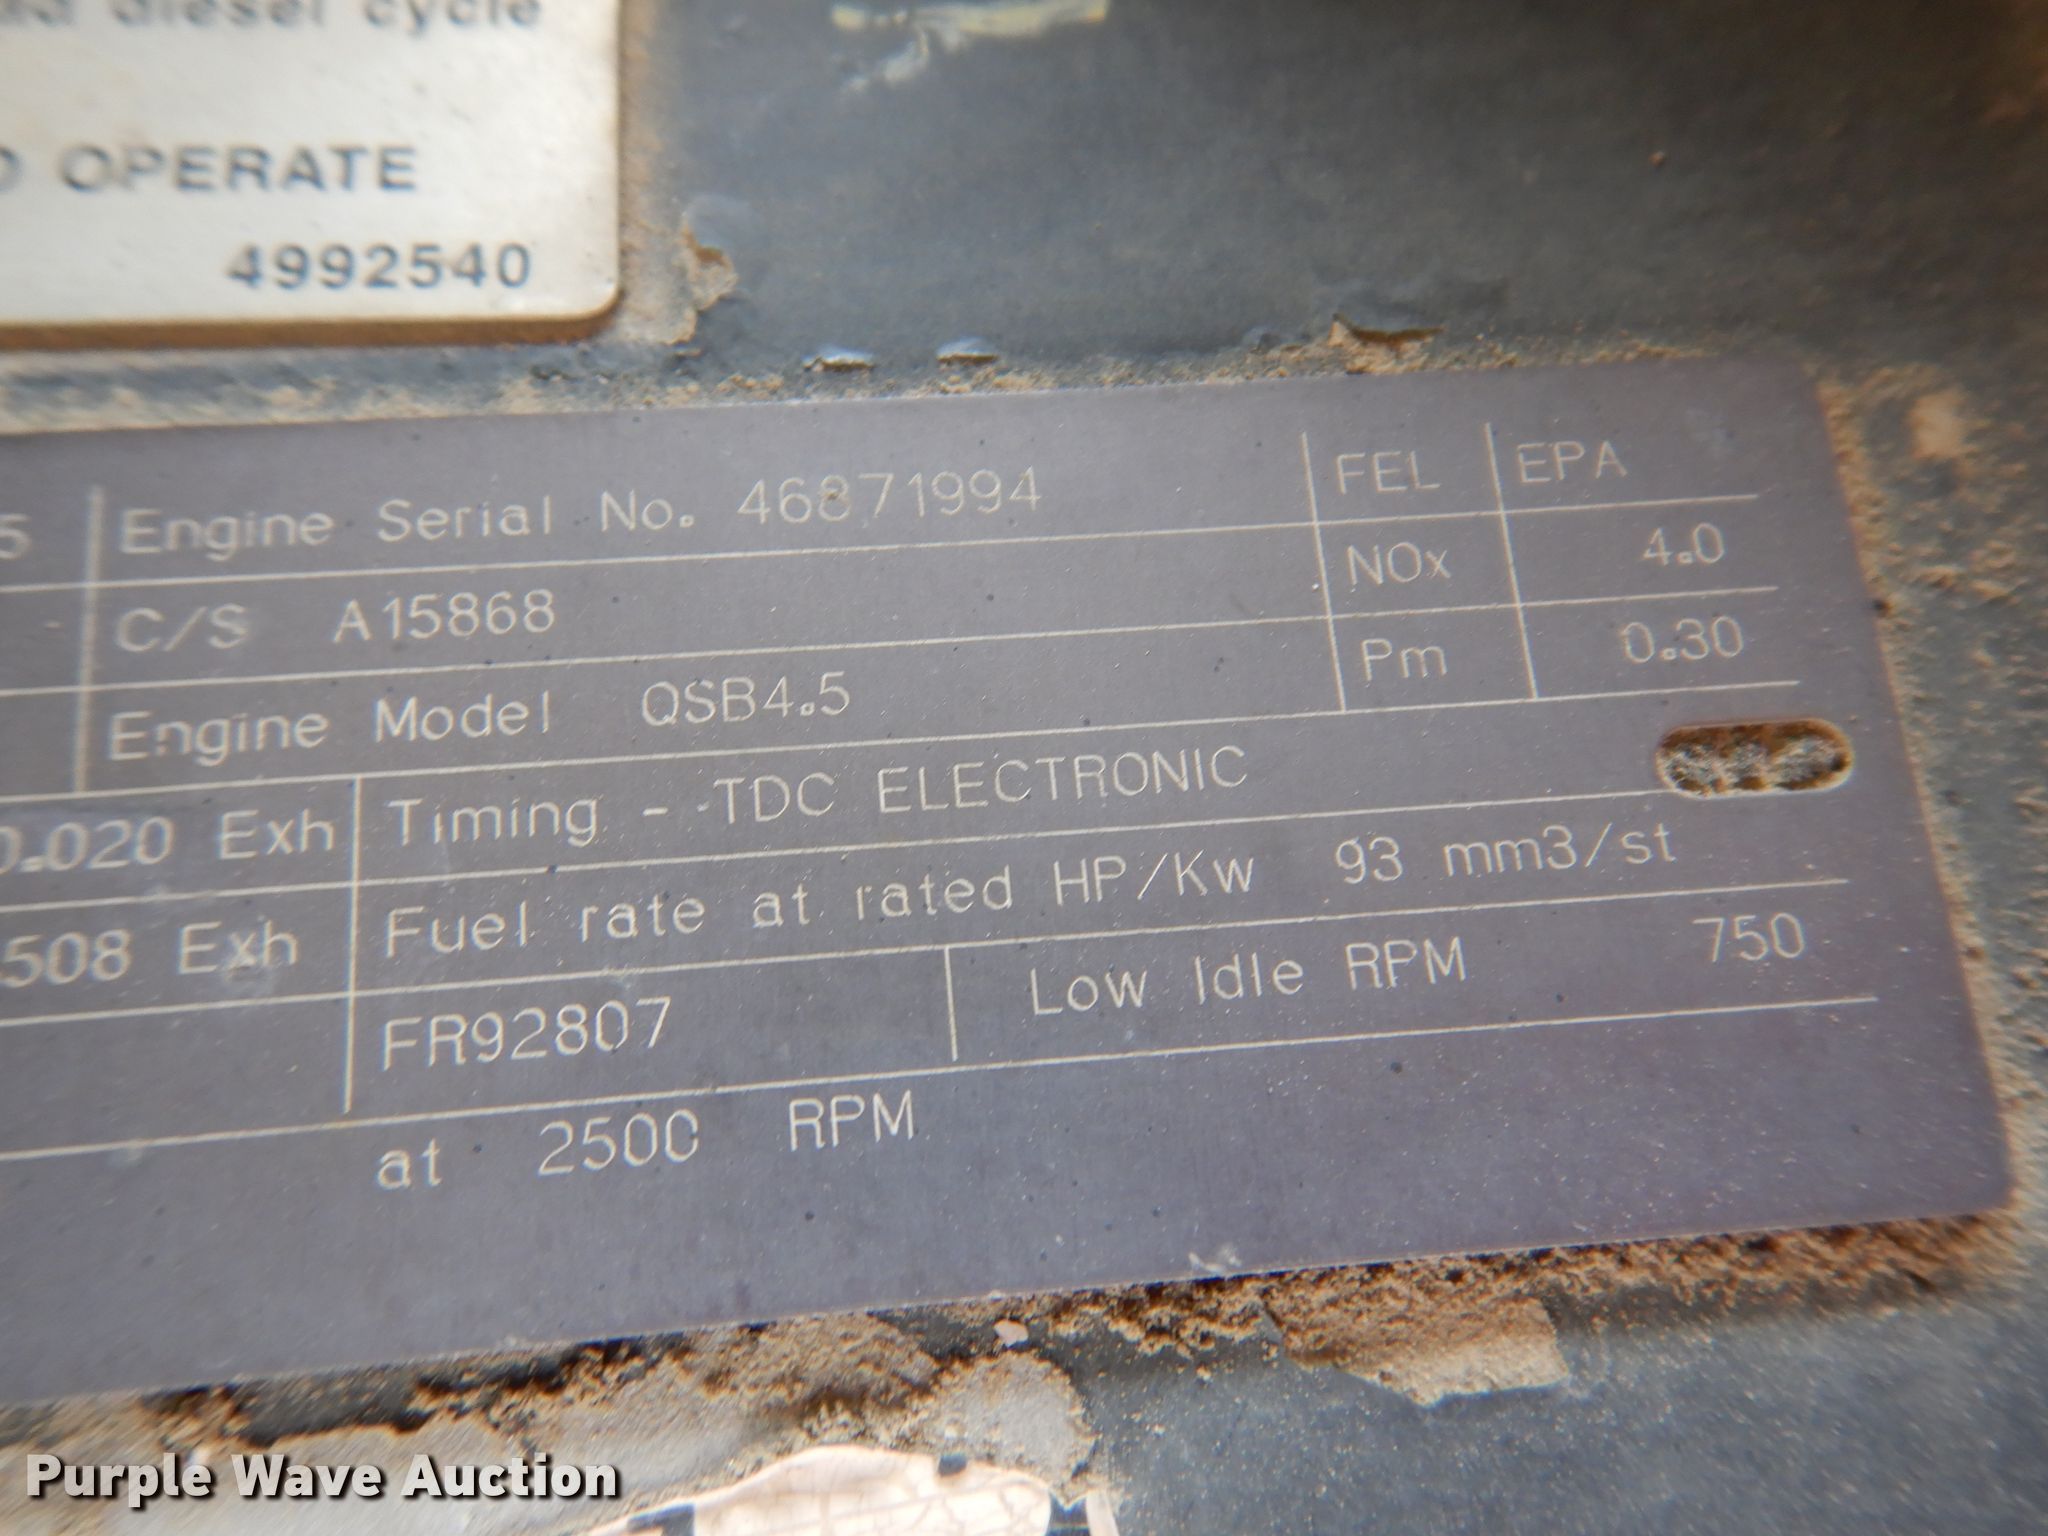 diesel cycle
OPERATE
4992540
5 Engine Serial No. 46871994 FEL EPA
C/S A15868 NOx 4.0
Engine Model QSB4.5 Pm 0.30
0.020 Exh Timing - TDC ELECTRONIC
.508 Exh Fuel rate at rated HP/Kw 93 mm3/st
FR92807 Low Idle RPM 750
at 2500 RPM
Purple Wave Auction